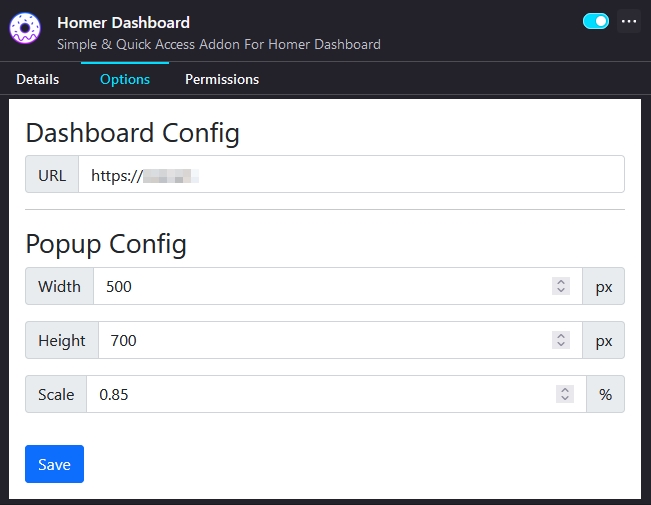 Homer Dashboard
Simple & Quick Access Addon For Homer Dashboard
Details Options Permissions
Dashboard Config
URL https://
Popup Config
Width 500 px
Height 700 px
Scale 0.85 %
Save